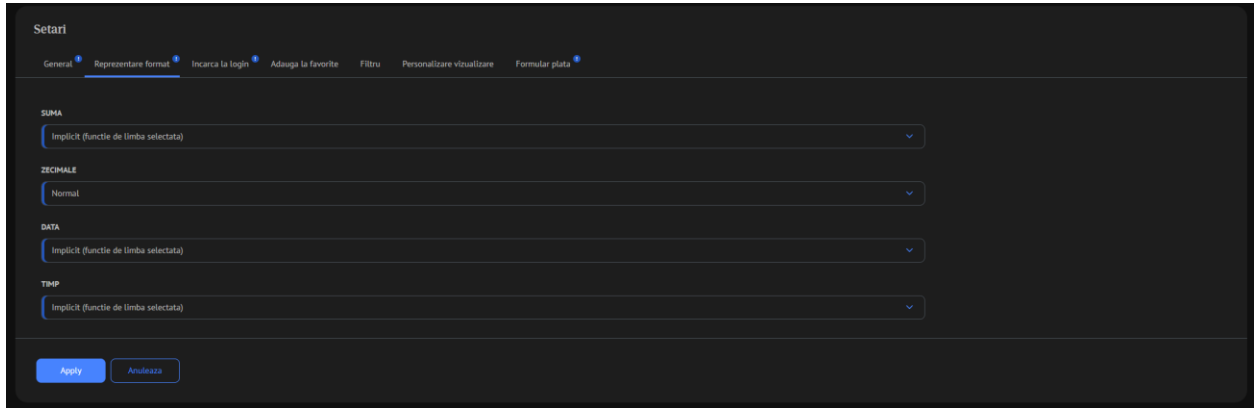 Setari
General Reprezentare format Incarca la login Adauga la favorite Filtru Personalizare vizualizare Formular plata
SUMA
Implicit (functie de limba selectata)
ZECIMALE
Normal
DATA
Implicit (functie de limba selectata)
TIMP
Implicit (functie de limba selectata)
Apply Anuleaza